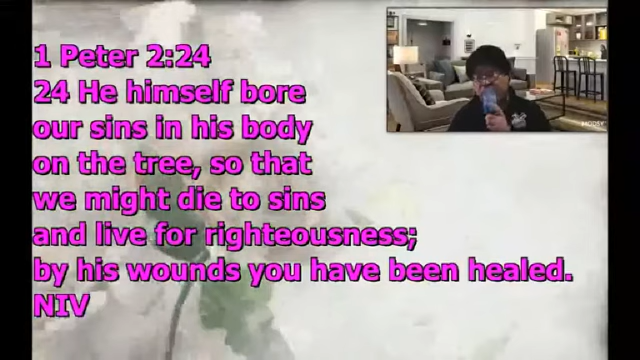 1 Peter 2:24
24 He himself bore
our sins in his body
on the tree, so that
we might die to sins
and live for righteousness;
by his wounds you have been healed.
NIV